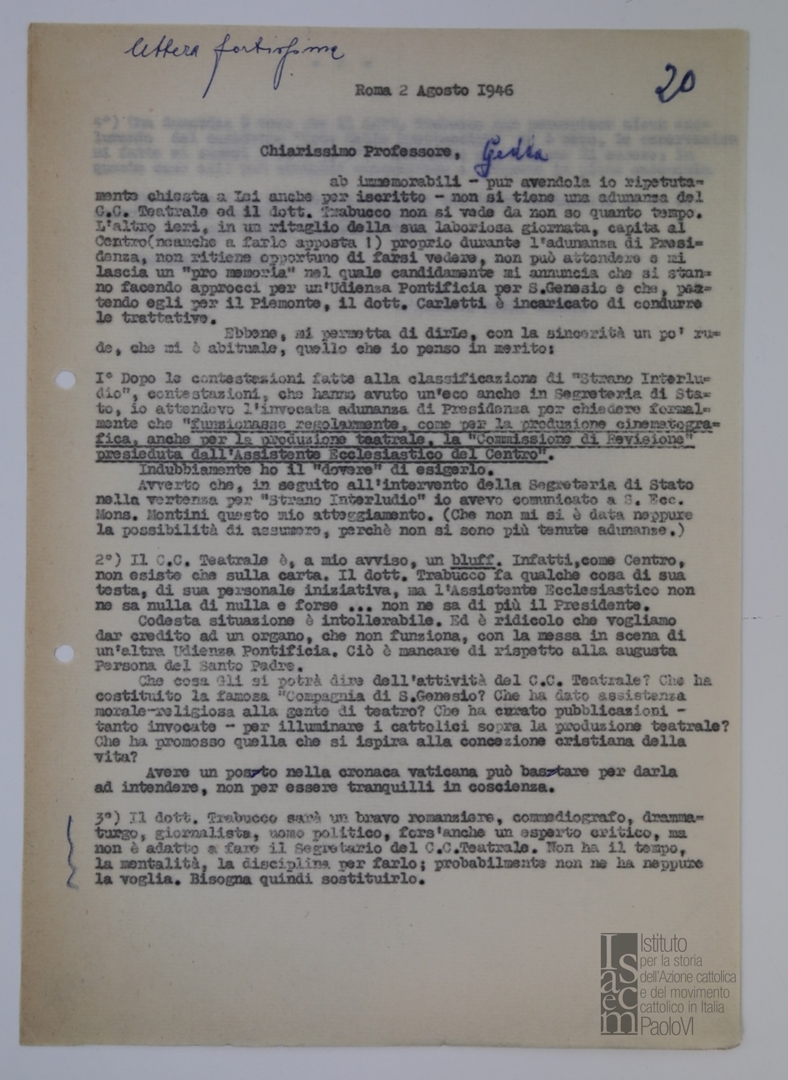 lettera fortissima
20
Roma 2 Agosto I946
Chiarissimo Professore, Gedda
ab immemorabili - pur avendola io ripetuta=
mente chiesta a Lei anche per iscritto - non si tiene una adunanza del
C.C. Teatrale ed il dott. Trabucco non si vede da non so quanto tempo.
L'altro ieri, in un ritaglio della sua laboriosa giornata, capita al
Centro(neanche a farlo apposta !) proprio durante l'adunanza di Presi=
denza, non ritiene opportuno di farsi vedere, non può attendere e mi
lascia un "pro memoria" nel quale candidamente mi annuncia che si stan=
no facendo approcci per un'Udienza Pontificia per S.Genesio e che, par=
tendo egli per il Piemonte, il dott. Carletti è incaricato di condurre
le trattative.
Ebbene, mi permetta di dirLe, con la sincerità un po' ru=
de, che mi è abituale, quello che io penso in merito:
I° Dopo le contestazioni fatte alla classificazione di "Strano Interlu=
dio", contestazioni, che hanno avuto un'eco anche in Segreteria di Sta=
to, io attendevo l'invocata adunanza di Presidenza per chiedere formal=
mente che "funzionasse regolarmente, come per la produzione cinematogra=
fica, anche per la produzione teatrale, la "Commissione di Revisione"
presieduta dall'Assistente Ecclesiastico del Centro".
Indubbiamente ho il "dovere" di esigerlo.
Avverto che, in seguito all'intervento della Segreteria di Stato
nella vertenza per "Strano Interludio" io avevo comunicato a S. Ecc.
Mons. Montini questo mio atteggiamento. (Che non mi si è data neppure
la possibilità di assumere, perchè non si sono più tenute adunanze.)
2°) Il C.C. Teatrale è, a mio avviso, un bluff. Infatti,come Centro,
non esiste che sulla carta. Il dott. Trabucco fa qualche cosa di sua
testa, di sua personale iniziativa, ma l'Assistente Ecclesiastico non
ne sa nulla di nulla e forse ... non ne sa di più il Presidente.
Codesta situazione è intollerabile. Ed è ridicolo che vogliamo
dar credito ad un organo, che non funziona, con la messa in scena di
un'altra Udienza Pontificia. Ciò è mancare di rispetto alla augusta
Persona del Santo Padre.
Che cosa Gli si potrà dire dell'attività del C.C. Teatrale? Che ha
costituito la famosa "Compagnia di S.Genesio? Che ha dato assistenza
morale-religiosa alla gente di teatro? Che ha curato pubblicazioni -
tanto invocate - per illuminare i cattolici sopra la produzione teatrale?
Che ha promosso quella che si ispira alla concezione cristiana della
vita?
Avere un posto nella cronaca vaticana può bastare per darla
ad intendere, non per essere tranquilli in coscienza.
3°) Il dott. Trabucco sarà un bravo romanziere, commediografo, dramma=
turgo, giornalista, uomo politico, fors'anche un esperto critico, ma
non è adatto a fare il Segretario del C.C.Teatrale. Non ha il tempo,
la mentalità, la disciplina per farlo; probabilmente non ne ha neppure
la voglia. Bisogna quindi sostituirlo.
Isacem
Istituto
per la storia
dell'Azione cattolica
e del movimento
cattolico in Italia
PaoloVI